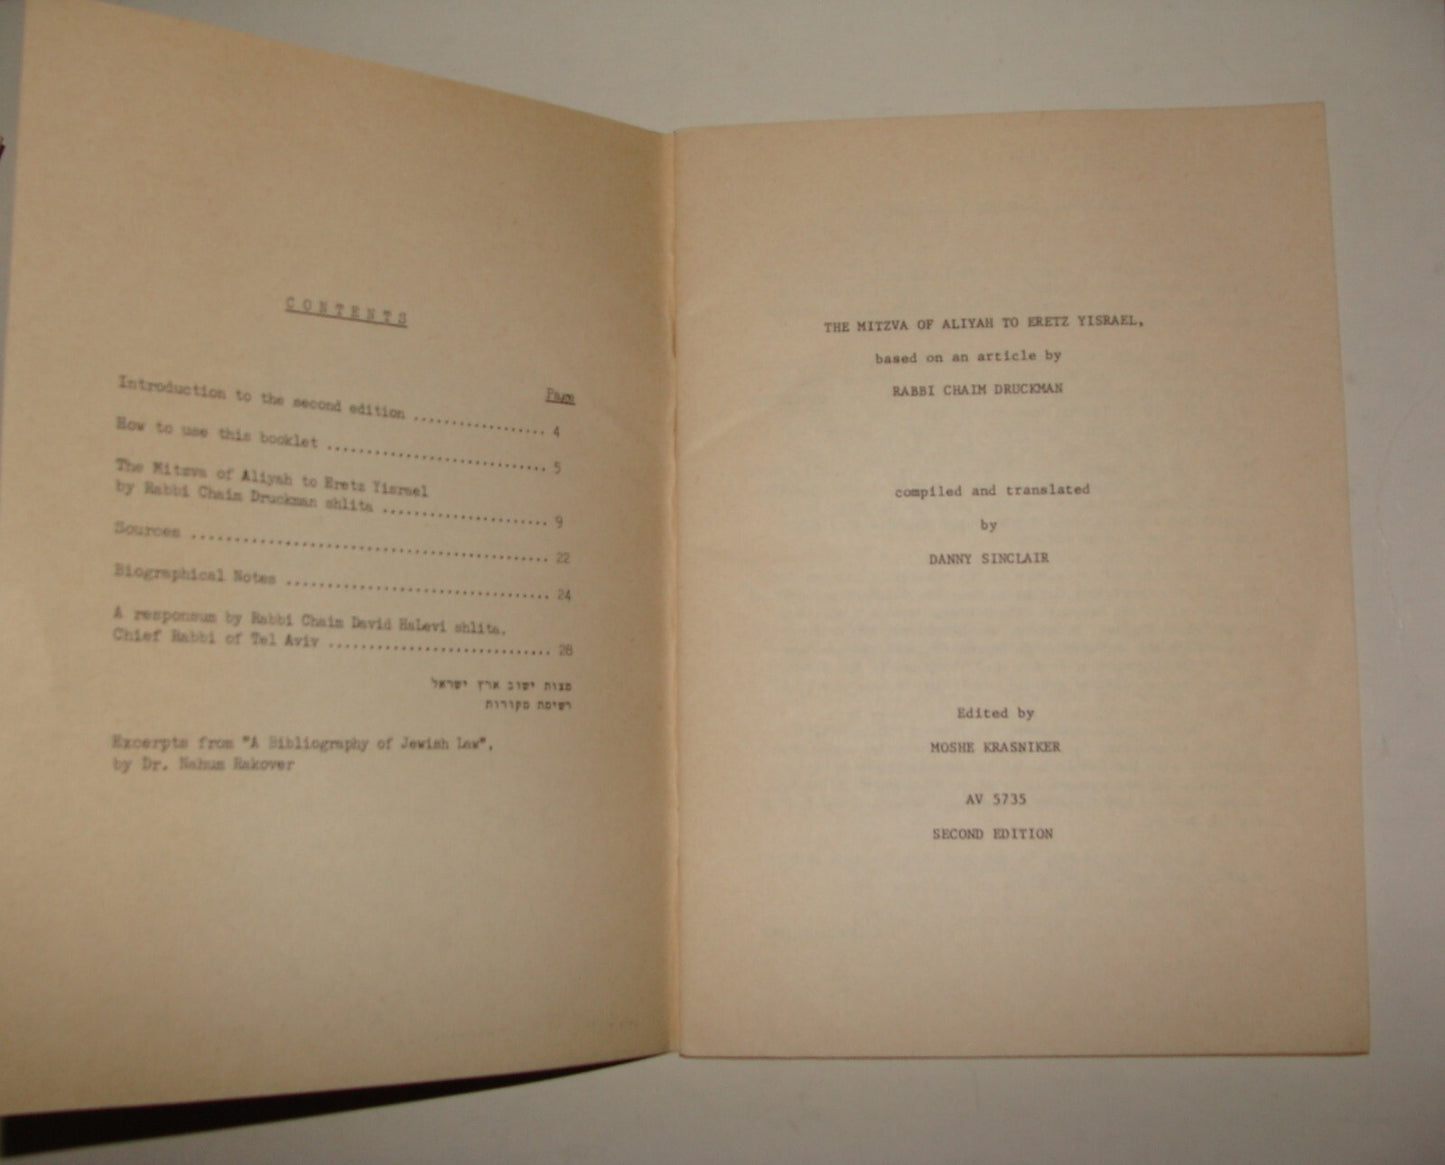 CONTENTS
Page
Introduction to the second edition ................. 4
How to use this booklet ............................ 5
The Mitzva of Aliyah to Eretz Yisrael
by Rabbi Chaim Druckman shlita ..................... 9
Sources ............................................ 22
Biographical Notes ................................. 24
A responsum by Rabbi Chaim David HaLevi shlita,
Chief Rabbi of Tel Aviv ............................ 28
מצות ישוב ארץ ישראל
רשימת מקורות
Excerpts from "A Bibliography of Jewish Law",
by Dr. Nahum Rakover
THE MITZVA OF ALIYAH TO ERETZ YISRAEL,
based on an article by
RABBI CHAIM DRUCKMAN
compiled and translated
by
DANNY SINCLAIR
Edited by
MOSHE KRASNIKER
AV 5735
SECOND EDITION